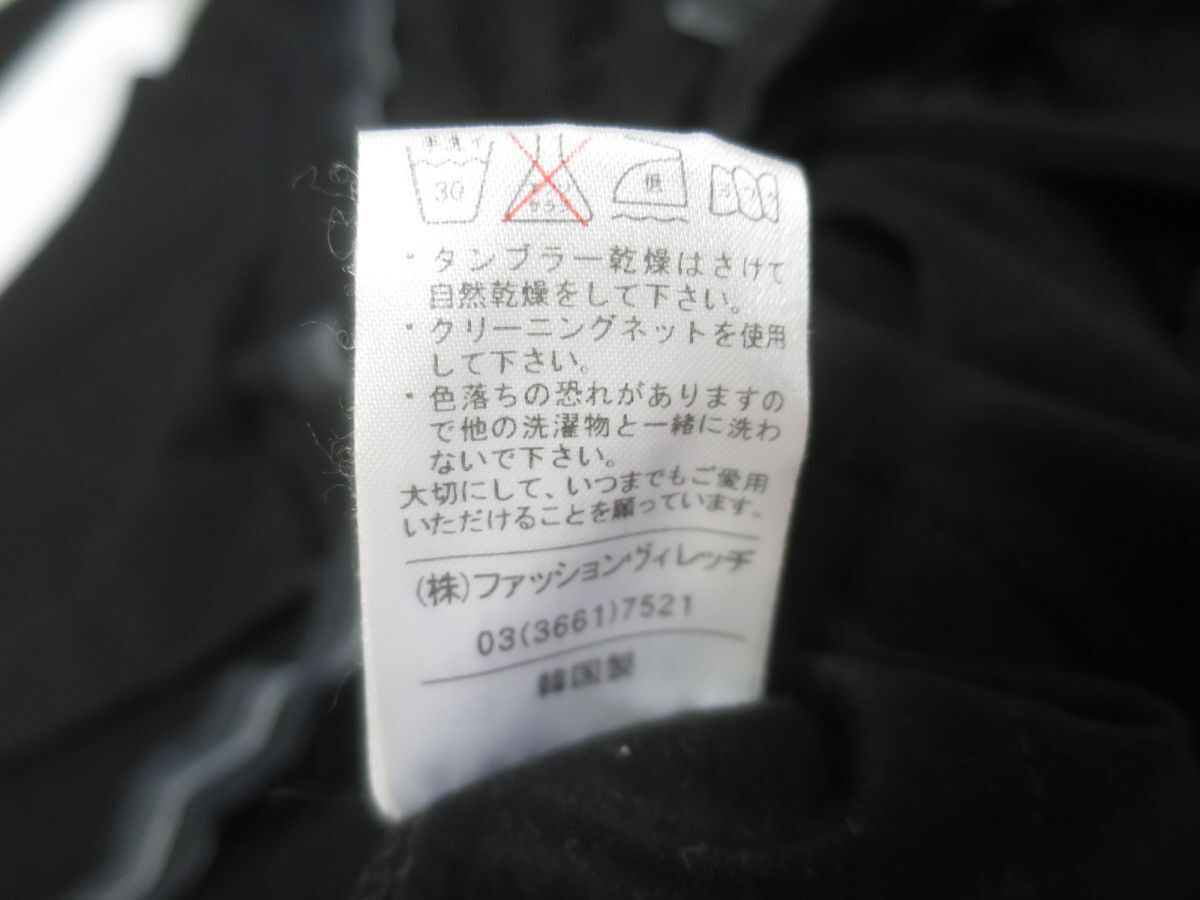 30
低
・タンブラー乾燥はさけて
自然乾燥をして下さい。
・クリーニングネットを使用
して下さい。
・色落ちの恐れがありますの
で他の洗濯物と一緒に洗わ
ないで下さい。
大切にして、いつまでもご愛用
いただけることを願っています。
(株)ファッションヴィレッヂ
03(3661)7521
韓国製